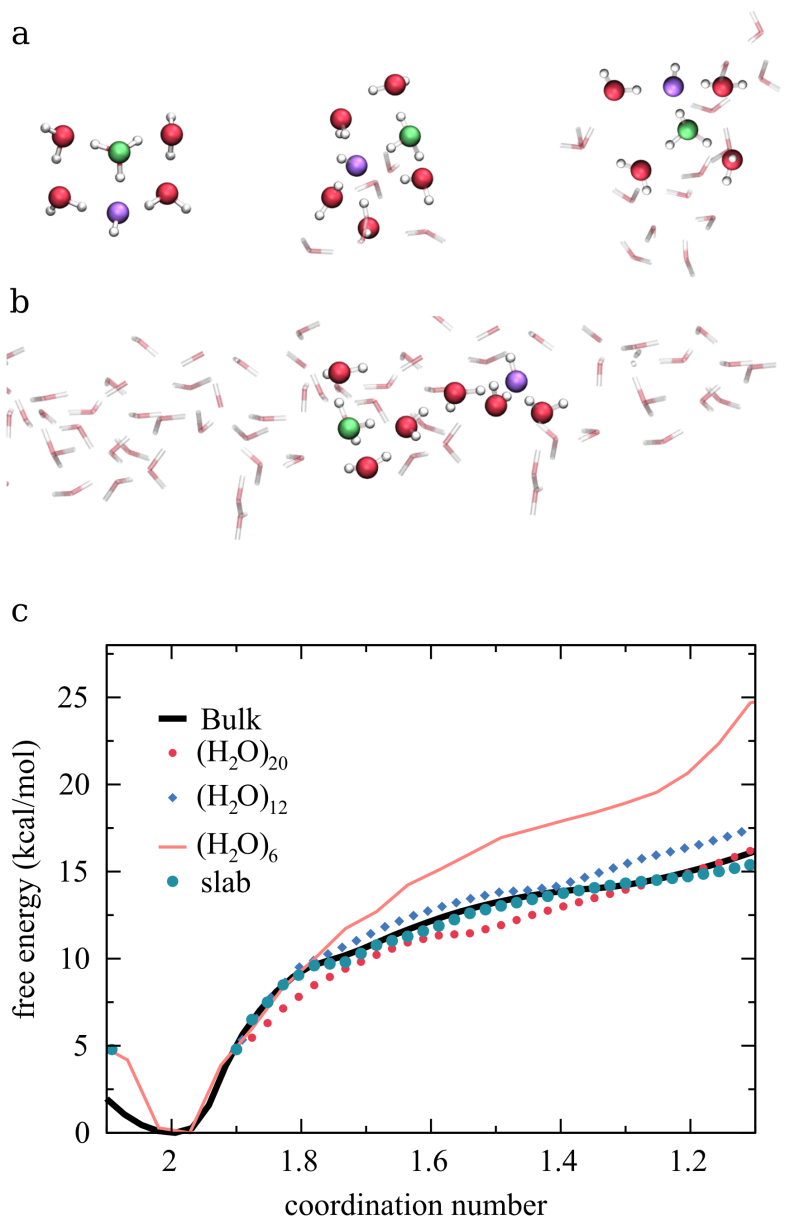 a
b
c
25
20
15
10
5
0
free energy (kcal/mol)
Bulk
(H₂O)₂₀
(H₂O)₁₂
(H₂O)₆
slab
2 1.8 1.6 1.4 1.2
coordination number